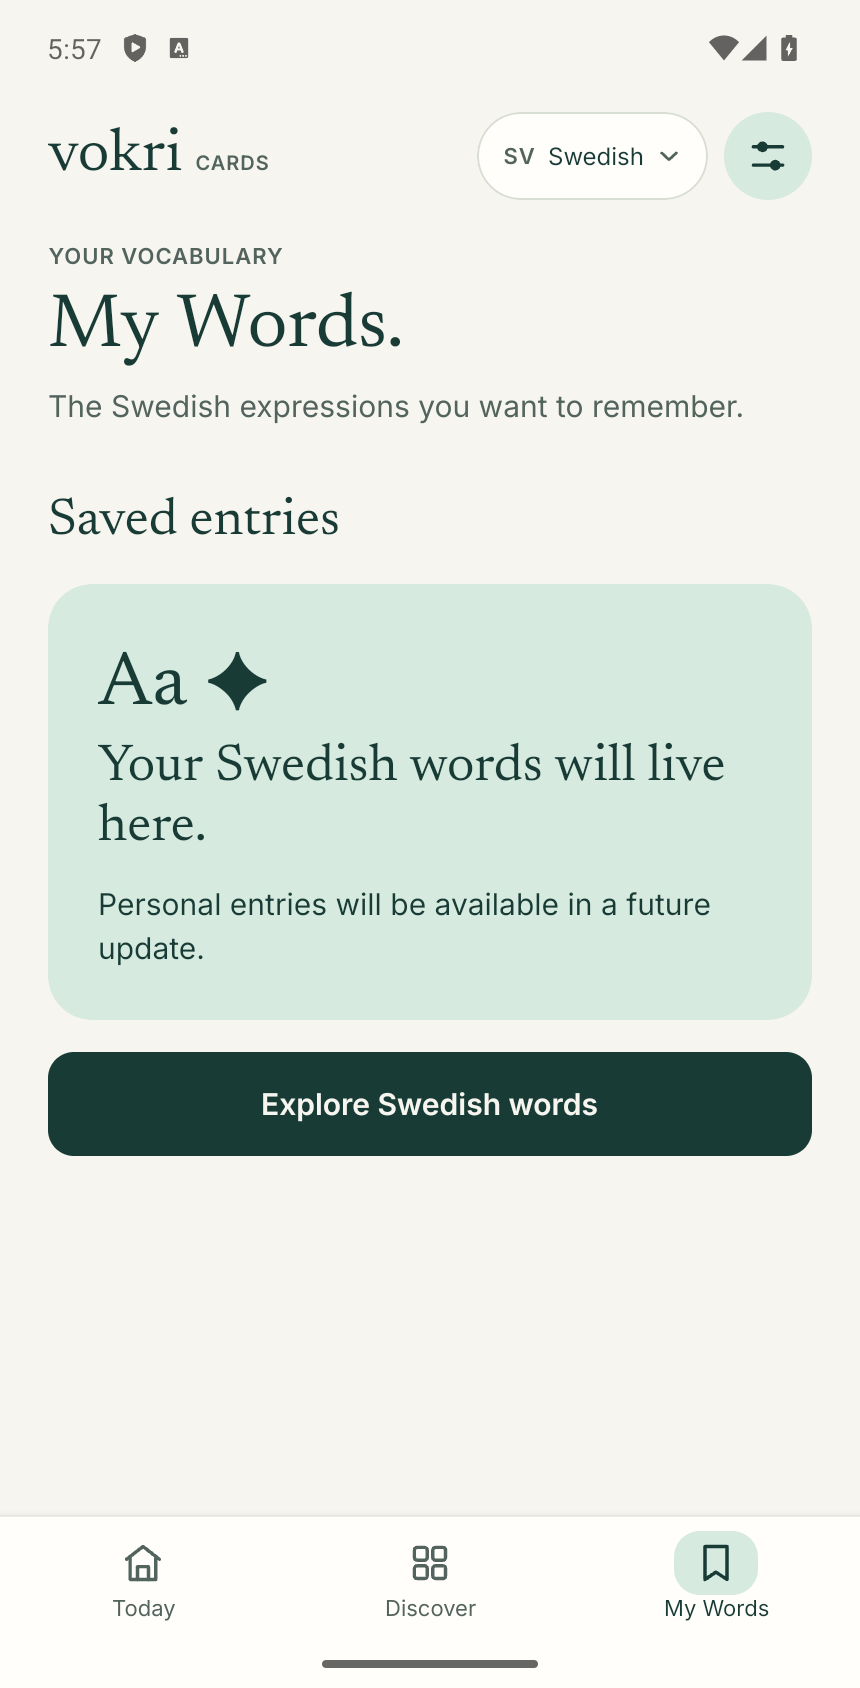 5:57
vokri CARDS
SV Swedish
YOUR VOCABULARY
My Words.
The Swedish expressions you want to remember.
Saved entries
Aa
Your Swedish words will live
here.
Personal entries will be available in a future
update.
Explore Swedish words
Today
Discover
My Words